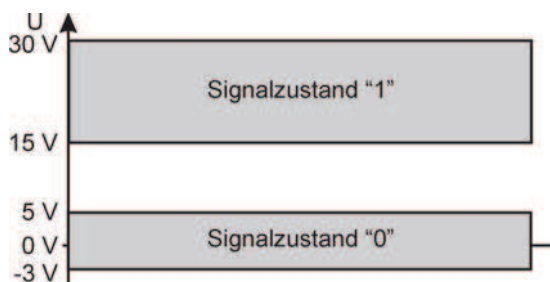 U
30 V
Signalzustand “1”
15 V
5 V
Signalzustand “0”
0 V
-3 V